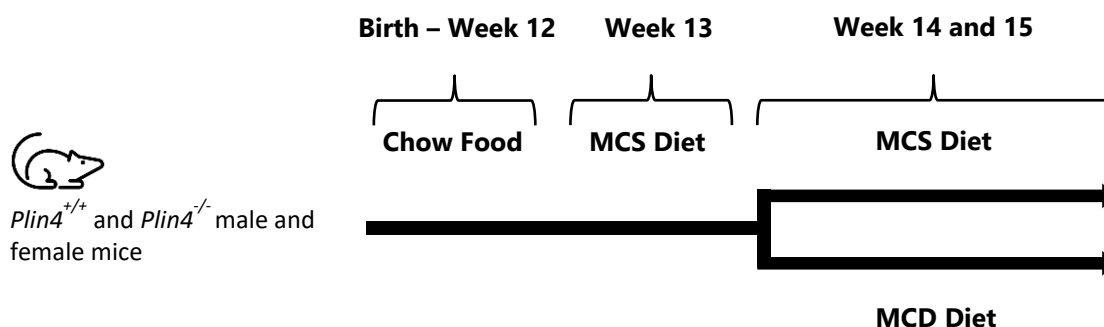 Birth – Week 12 Week 13 Week 14 and 15
Chow Food MCS Diet MCS Diet
Plin4+/+ and Plin4-/- male and
female mice
MCD Diet